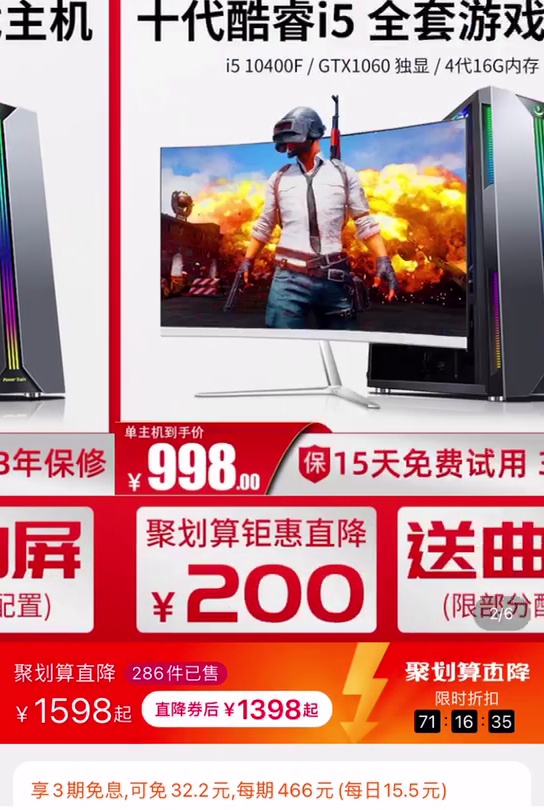 主机
十代酷睿i5 全套游戏
i5 10400F / GTX1060 独显 / 4代16G内存
Power Train
3年保修
单主机到手价
¥998.00
保 15天免费试用 3
屏
配置)
聚划算钜惠直降
¥200
送曲
(限部分配
2/6
聚划算直降 286件已售
¥1598起 直降券后¥1398起
聚划算直降
限时折扣
71:16:35
享3期免息,可免32.2元,每期466元(每日15.5元)